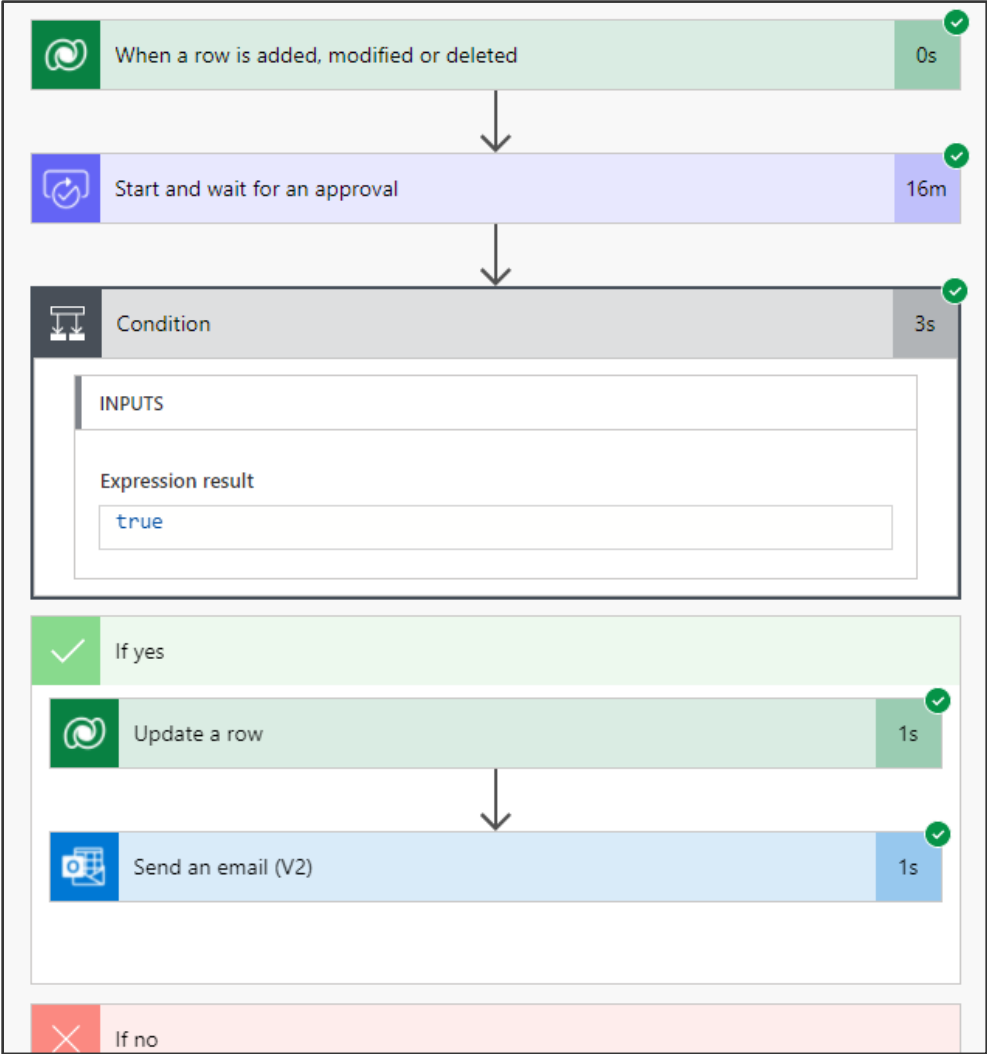 When a row is added, modified or deleted 0s
Start and wait for an approval 16m
Condition 3s
INPUTS
Expression result
true
If yes
Update a row 1s
Send an email (V2) 1s
If no